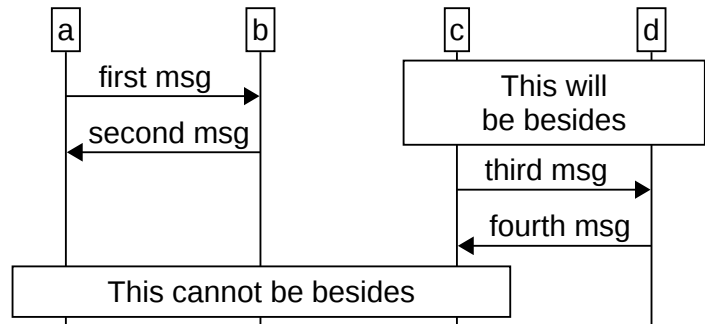 a
b
c
d
first msg
This will
be besides
second msg
third msg
fourth msg
This cannot be besides